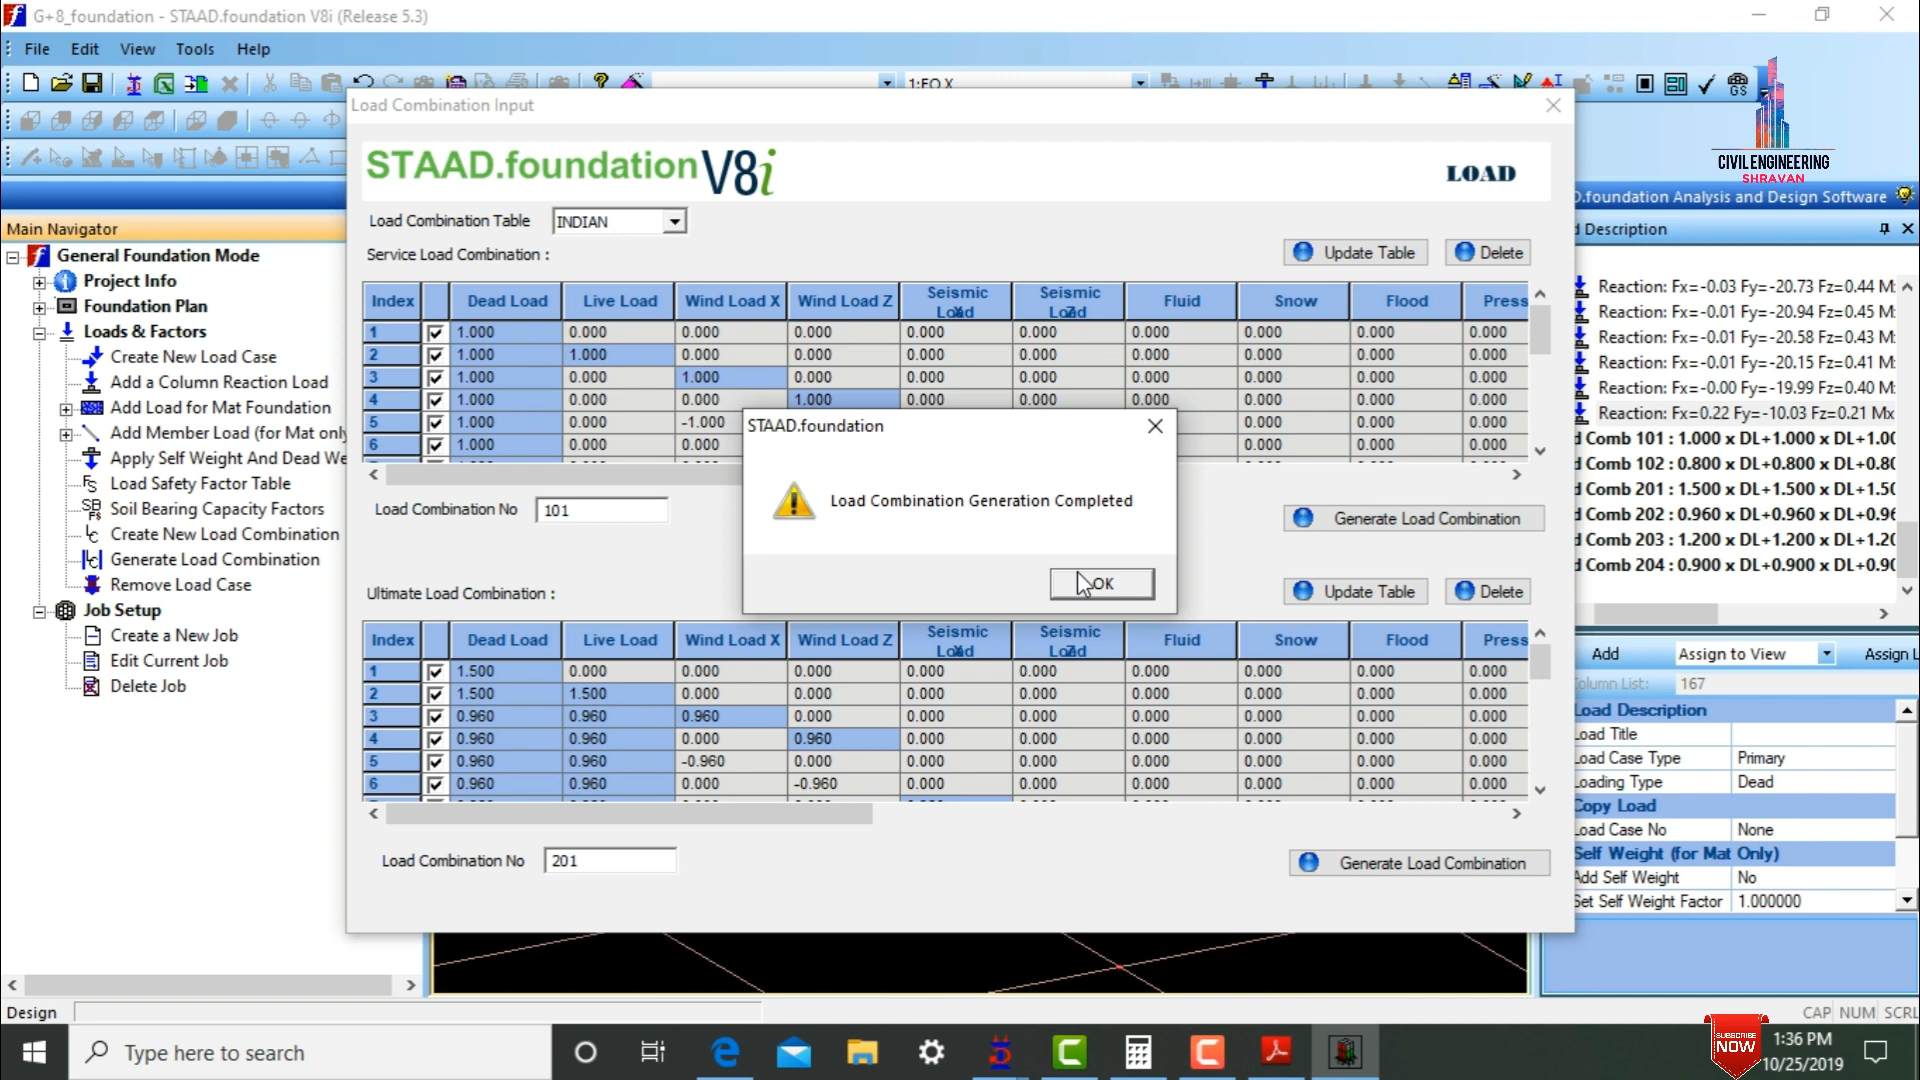 G+8_foundation - STAAD.foundation V8i (Release 5.3)
File Edit View Tools Help
1:EQ X
Load Combination Input
CIVIL ENGINEERING
SHRAVAN
STAAD.foundation V8i
LOAD
D.foundation Analysis and Design Software
Main Navigator
Load Combination Table INDIAN
Description
Service Load Combination :
Update Table Delete
General Foundation Mode
Project Info
Foundation Plan
Loads & Factors
Create New Load Case
Add a Column Reaction Load
Add Load for Mat Foundation
Add Member Load (for Mat only
Apply Self Weight And Dead We
Load Safety Factor Table
Soil Bearing Capacity Factors
Create New Load Combination
Generate Load Combination
Remove Load Case
Job Setup
Create a New Job
Edit Current Job
Delete Job
Index Dead Load Live Load Wind Load X Wind Load Z Seismic Load Seismic Load Fluid Snow Flood Press
1 1.000 0.000 0.000 0.000 0.000 0.000 0.000 0.000 0.000 0.000
2 1.000 1.000 0.000 0.000 0.000 0.000 0.000 0.000 0.000 0.000
3 1.000 0.000 1.000 0.000 0.000 0.000 0.000 0.000 0.000 0.000
4 1.000 0.000 0.000 1.000 0.000 0.000 0.000 0.000 0.000 0.000
5 1.000 0.000 -1.000 0.000 0.000 0.000
6 1.000 0.000 0.000 0.000 0.000 0.000
STAAD.foundation
Load Combination Generation Completed
OK
Load Combination No 101
Generate Load Combination
Ultimate Load Combination :
Update Table Delete
Index Dead Load Live Load Wind Load X Wind Load Z Seismic Load Seismic Load Fluid Snow Flood Press
1 1.500 0.000 0.000 0.000 0.000 0.000 0.000 0.000 0.000 0.000
2 1.500 1.500 0.000 0.000 0.000 0.000 0.000 0.000 0.000 0.000
3 0.960 0.960 0.960 0.000 0.000 0.000 0.000 0.000 0.000 0.000
4 0.960 0.960 0.000 0.960 0.000 0.000 0.000 0.000 0.000 0.000
5 0.960 0.960 -0.960 0.000 0.000 0.000 0.000 0.000 0.000 0.000
6 0.960 0.960 0.000 -0.960 0.000 0.000 0.000 0.000 0.000 0.000
Load Combination No 201
Generate Load Combination
Reaction: Fx=-0.03 Fy=-20.73 Fz=0.44 M
Reaction: Fx=-0.01 Fy=-20.94 Fz=0.45 M
Reaction: Fx=-0.01 Fy=-20.58 Fz=0.43 M
Reaction: Fx=-0.01 Fy=-20.15 Fz=0.41 M
Reaction: Fx=-0.00 Fy=-19.99 Fz=0.40 M
Reaction: Fx=0.22 Fy=-10.03 Fz=0.21 Mx
d Comb 101 : 1.000 x DL+1.000 x DL+1.00
d Comb 102 : 0.800 x DL+0.800 x DL+0.80
d Comb 201 : 1.500 x DL+1.500 x DL+1.50
d Comb 202 : 0.960 x DL+0.960 x DL+0.96
d Comb 203 : 1.200 x DL+1.200 x DL+1.20
d Comb 204 : 0.900 x DL+0.900 x DL+0.90
Add Assign to View Assign L
Column List: 167
Load Description
Load Title
Load Case Type Primary
Loading Type Dead
Copy Load
Load Case No None
Self Weight (for Mat Only)
Add Self Weight No
Set Self Weight Factor 1.000000
Design
CAP NUM SCRL
Type here to search
SUBSCRIBE
NOW
1:36 PM
10/25/2019